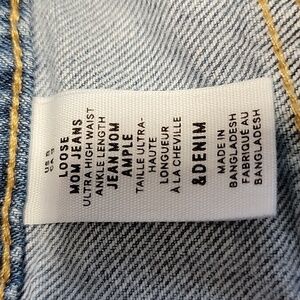 LOOSE
MOM JEANS
ULTRA HIGH WAIST
ANKLE LENGTH
JEAN MOM
AMPLE
TAILLE ULTRA-
HAUTE
LONGUEUR
À LA CHEVILLE
&DENIM
MADE IN
BANGLADESH
FABRIQUÉ AU
BANGLADESH